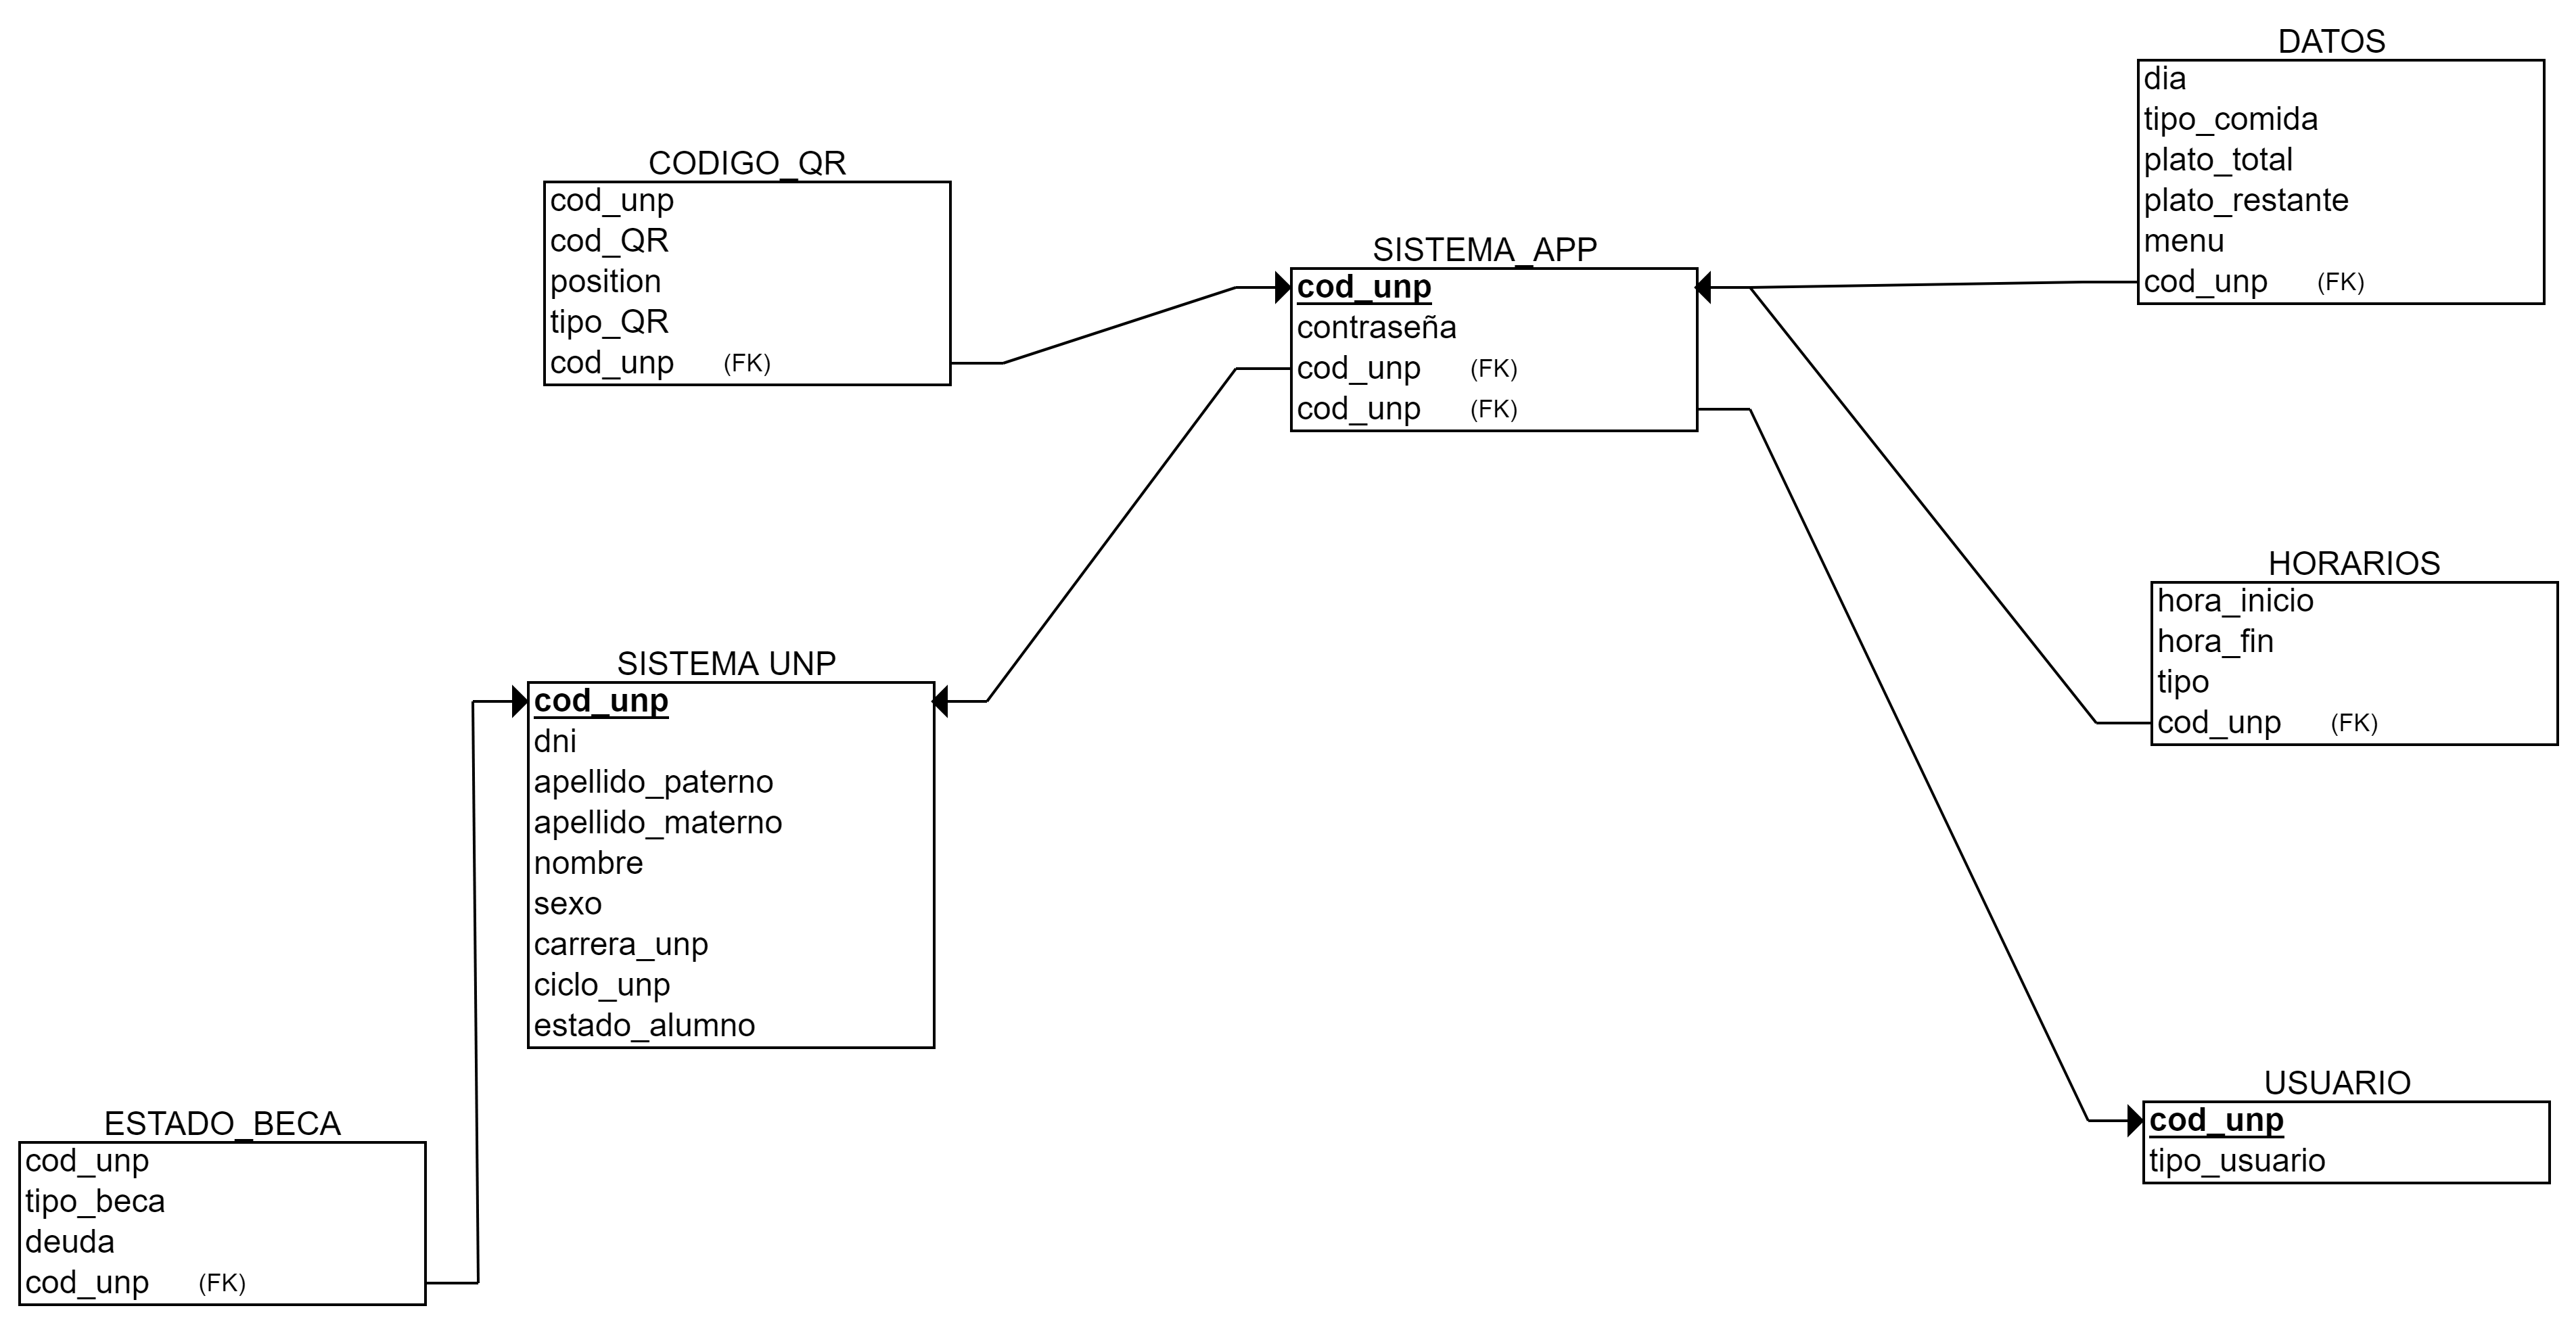 DATOS
dia
tipo_comida
plato_total
plato_restante
menu
cod_unp (FK)
CODIGO_QR
cod_unp
cod_QR
position
tipo_QR
cod_unp (FK)
SISTEMA_APP
cod_unp
contraseña
cod_unp (FK)
cod_unp (FK)
HORARIOS
hora_inicio
hora_fin
tipo
cod_unp (FK)
SISTEMA UNP
cod_unp
dni
apellido_paterno
apellido_materno
nombre
sexo
carrera_unp
ciclo_unp
estado_alumno
USUARIO
cod_unp
tipo_usuario
ESTADO_BECA
cod_unp
tipo_beca
deuda
cod_unp (FK)